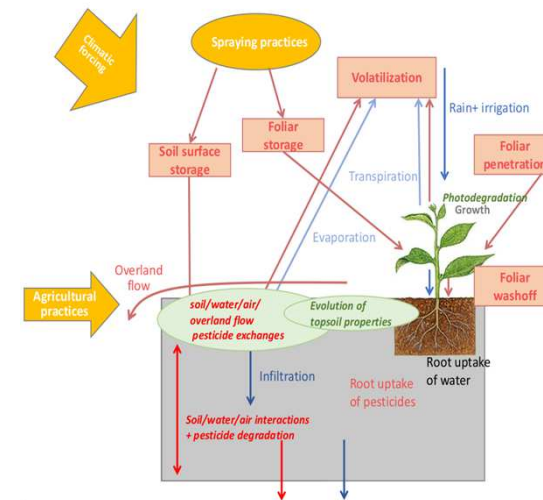 Climatic
forcing
Spraying practices
Volatilization
Rain+ irrigation
Foliar
storage
Foliar
penetration
Soil surface
storage
Transpiration
Photodegradation
Growth
Evaporation
Overland
flow
Agricultural
practices
soil/water/air/
overland flow
pesticide exchanges
Evolution of
topsoil properties
Foliar
washoff
Root uptake
of water
Infiltration
Root uptake
of pesticides
Soil/water/air interactions
+ pesticide degradation